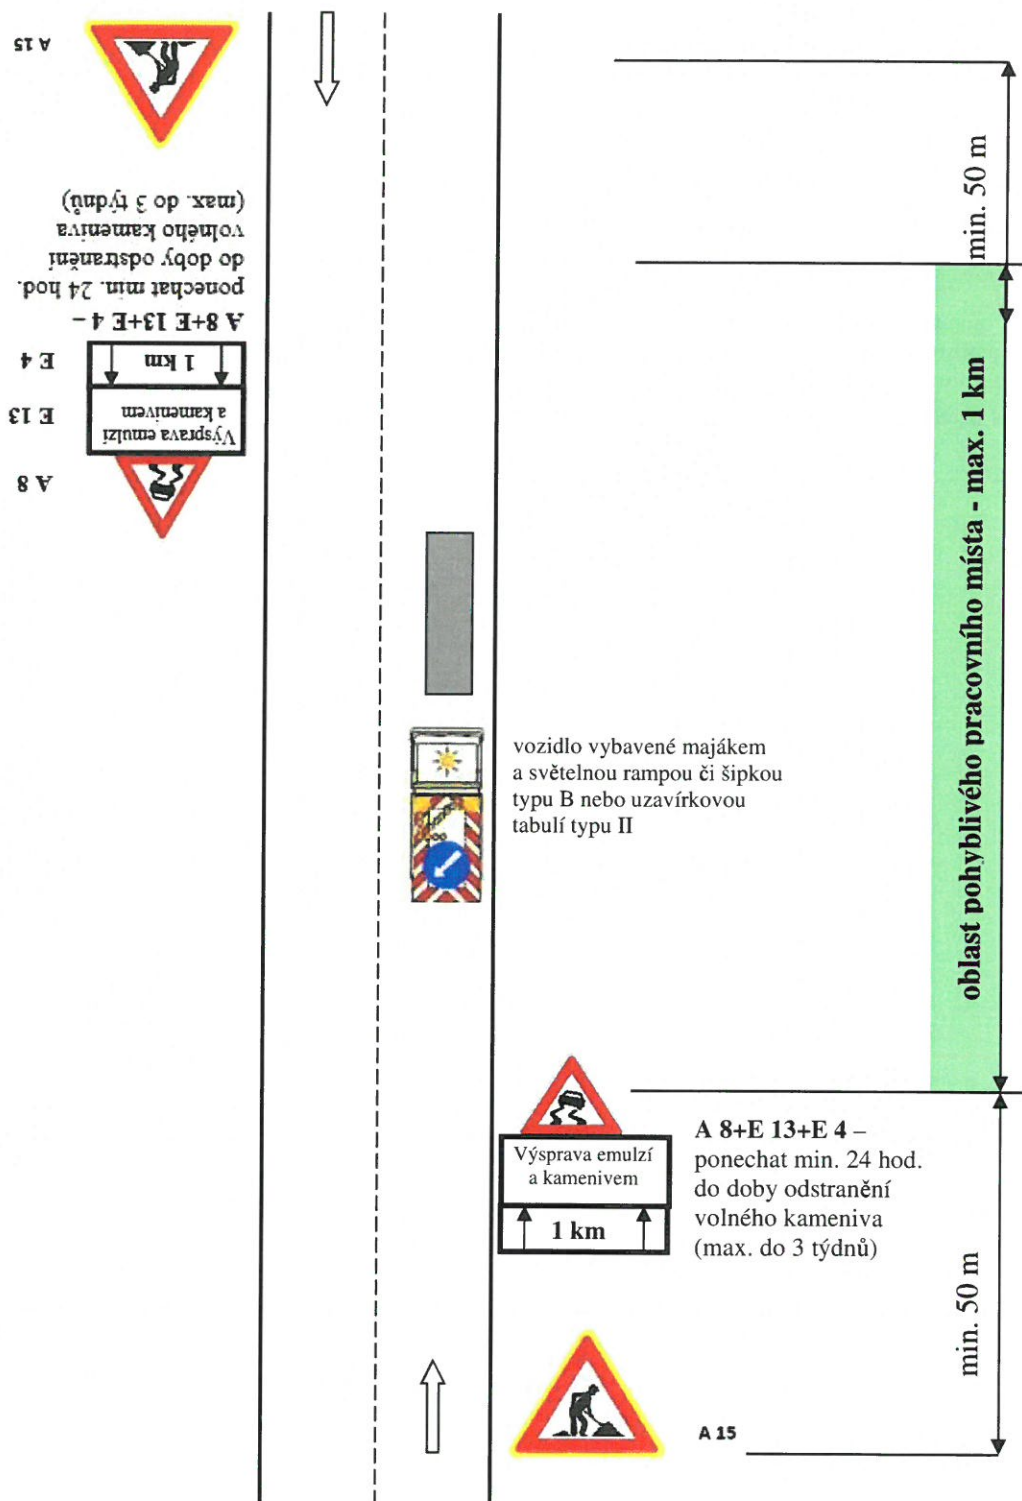 A 15
A 8+E 13+E 4 –
ponechat min. 24 hod.
do doby odstranění
volného kameniva
(max. do 3 týdnů)
E 4
1 km
E 13
Výsprava emulzí
a kamenivem
A 8
min. 50 m
oblast pohyblivého pracovního místa - max. 1 km
vozidlo vybavené majákem
a světelnou rampou či šipkou
typu B nebo uzavírkovou
tabulí typu II
Výsprava emulzí
a kamenivem
1 km
A 8+E 13+E 4 –
ponechat min. 24 hod.
do doby odstranění
volného kameniva
(max. do 3 týdnů)
min. 50 m
A 15